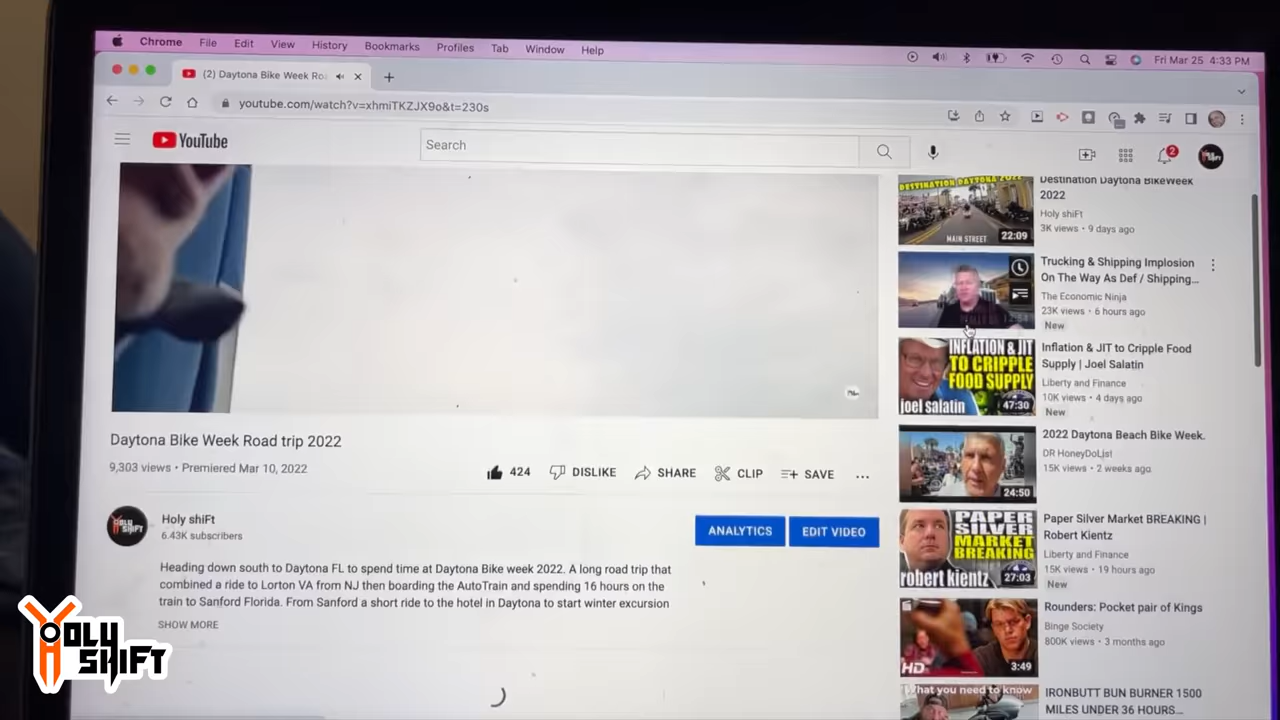 Chrome File Edit View History Bookmarks Profiles Tab Window Help
Fri Mar 25 4:33 PM
(2) Daytona Bike Week Ro
youtube.com/watch?v=xhmiTKZJX9o&t=230s
YouTube
Search
2
Daytona Bike Week Road trip 2022
9,303 views • Premiered Mar 10, 2022
424
DISLIKE
SHARE
CLIP
SAVE
Holy shiFt
6.43K subscribers
ANALYTICS
EDIT VIDEO
Heading down south to Daytona FL to spend time at Daytona Bike week 2022. A long road trip that
combined a ride to Lorton VA from NJ then boarding the AutoTrain and spending 16 hours on the
train to Sanford Florida. From Sanford a short ride to the hotel in Daytona to start winter excursion
SHOW MORE
DESTINATION DAYTONA 2022
MAIN STREET
22:09
Destination Daytona BikeWeek
2022
Holy shiFt
3K views • 9 days ago
Trucking & Shipping Implosion
On The Way As Def / Shipping...
The Economic Ninja
23K views • 6 hours ago
New
INFLATION & JIT
TO CRIPPLE
FOOD SUPPLY
joel salatin
47:30
Inflation & JIT to Cripple Food
Supply | Joel Salatin
Liberty and Finance
10K views • 4 days ago
New
24:50
2022 Daytona Beach Bike Week.
DR HoneyDoList
15K views • 2 weeks ago
PAPER
SILVER
MARKET
BREAKING
robert kientz
27:03
Paper Silver Market BREAKING |
Robert Kientz
Liberty and Finance
15K views • 19 hours ago
New
HD
3:49
Rounders: Pocket pair of Kings
Binge Society
800K views • 3 months ago
What you need to know
IRONBUTT BUN BURNER 1500
MILES UNDER 36 HOURS...
HOLY
SHIFT